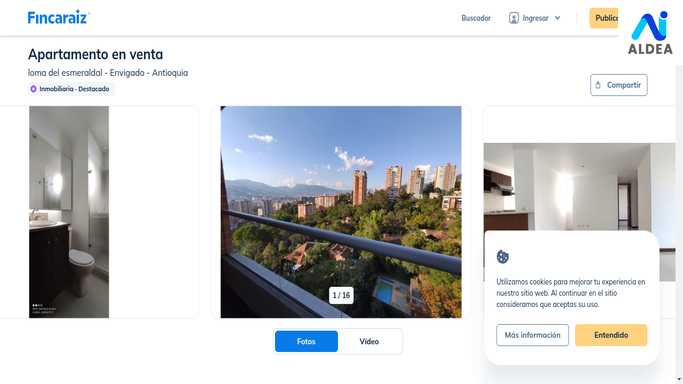 Fincaraiz
Buscador
Ingresar
Public
ALDEA
Apartamento en venta
loma del esmeraldal - Envigado - Antioquia
Inmobiliaria - Destacado
Compartir
1 / 16
Utilizamos cookies para mejorar tu experiencia en
nuestro sitio web. Al continuar en el sitio
consideramos que aceptas su uso.
Más información
Entendido
Fotos
Vídeo